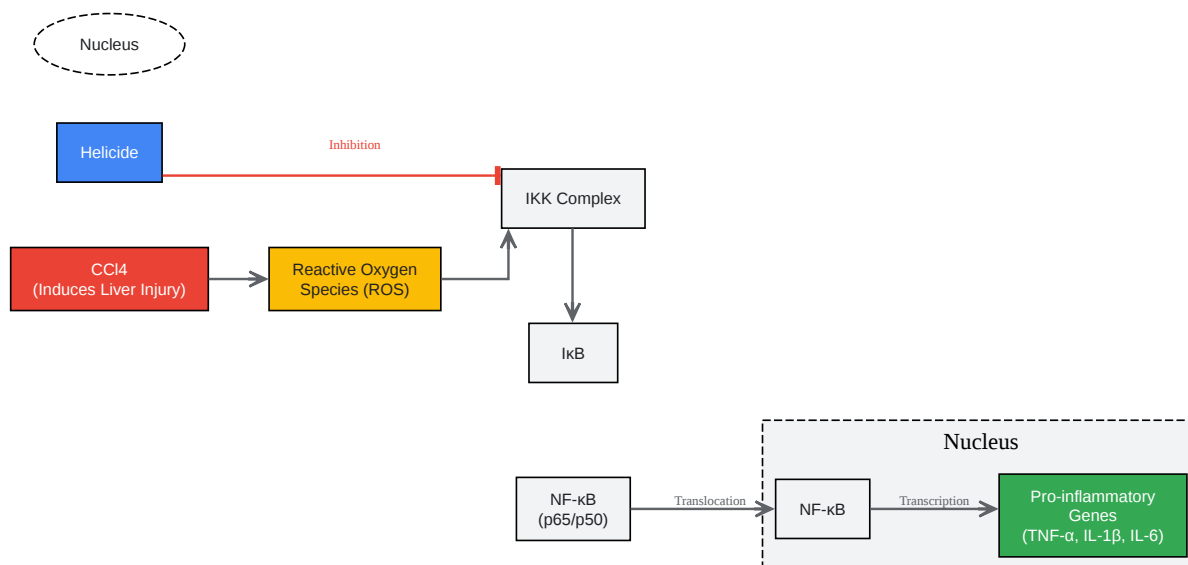 Nucleus
Helicide
Inhibition
IKK Complex
CCl4
(Induces Liver Injury)
Reactive Oxygen
Species (ROS)
IκB
Nucleus
NF-κB
(p65/p50)
Translocation
NF-κB
Transcription
Pro-inflammatory
Genes
(TNF-α, IL-1β, IL-6)